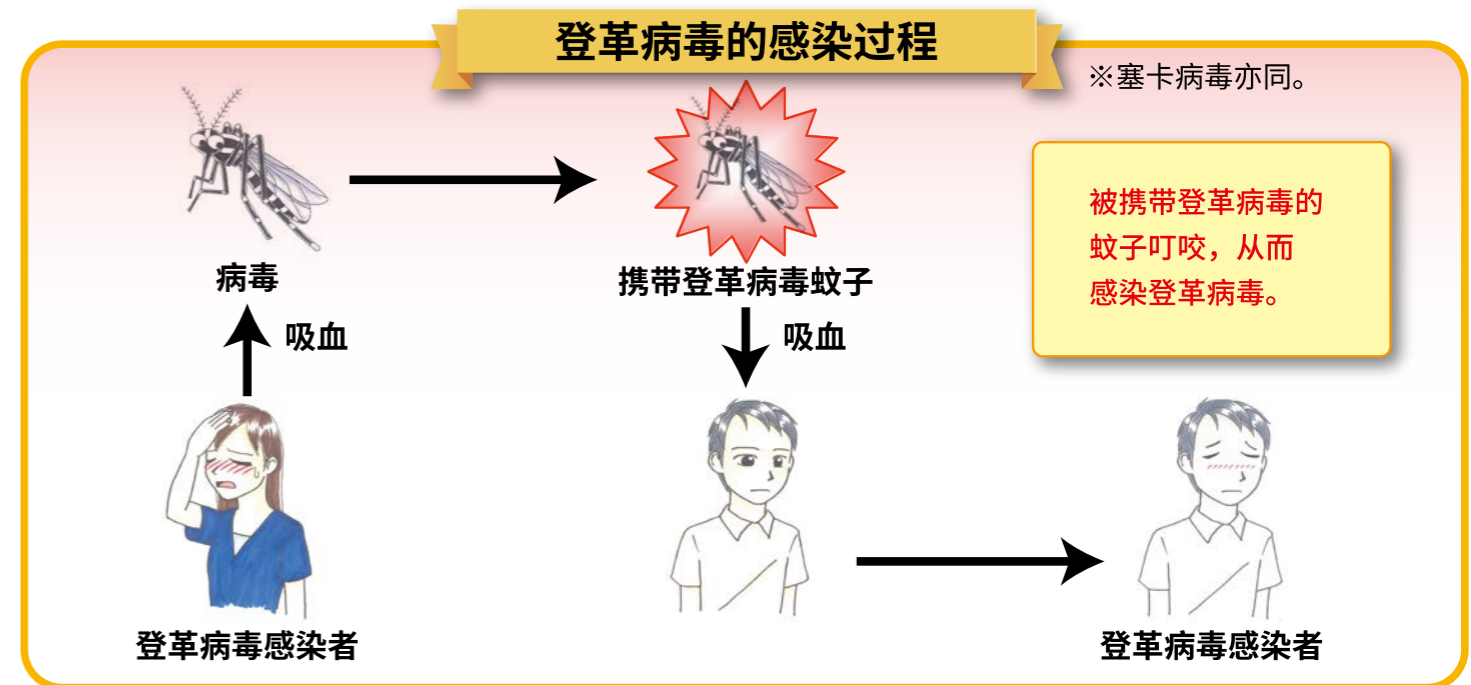 登革病毒的感染过程
※塞卡病毒亦同。
被携带登革病毒的
蚊子叮咬，从而
感染登革病毒。
病毒
携带登革病毒蚊子
吸血
吸血
登革病毒感染者
登革病毒感染者